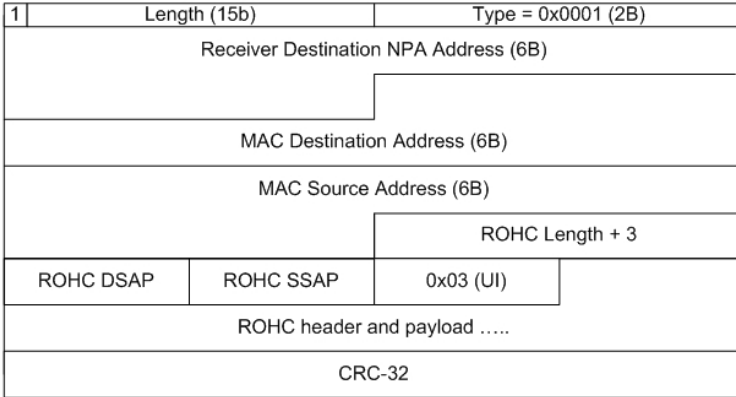 1 Length (15b) Type = 0x0001 (2B)
Receiver Destination NPA Address (6B)
MAC Destination Address (6B)
MAC Source Address (6B)
ROHC Length + 3
ROHC DSAP ROHC SSAP 0x03 (UI)
ROHC header and payload .....
CRC-32